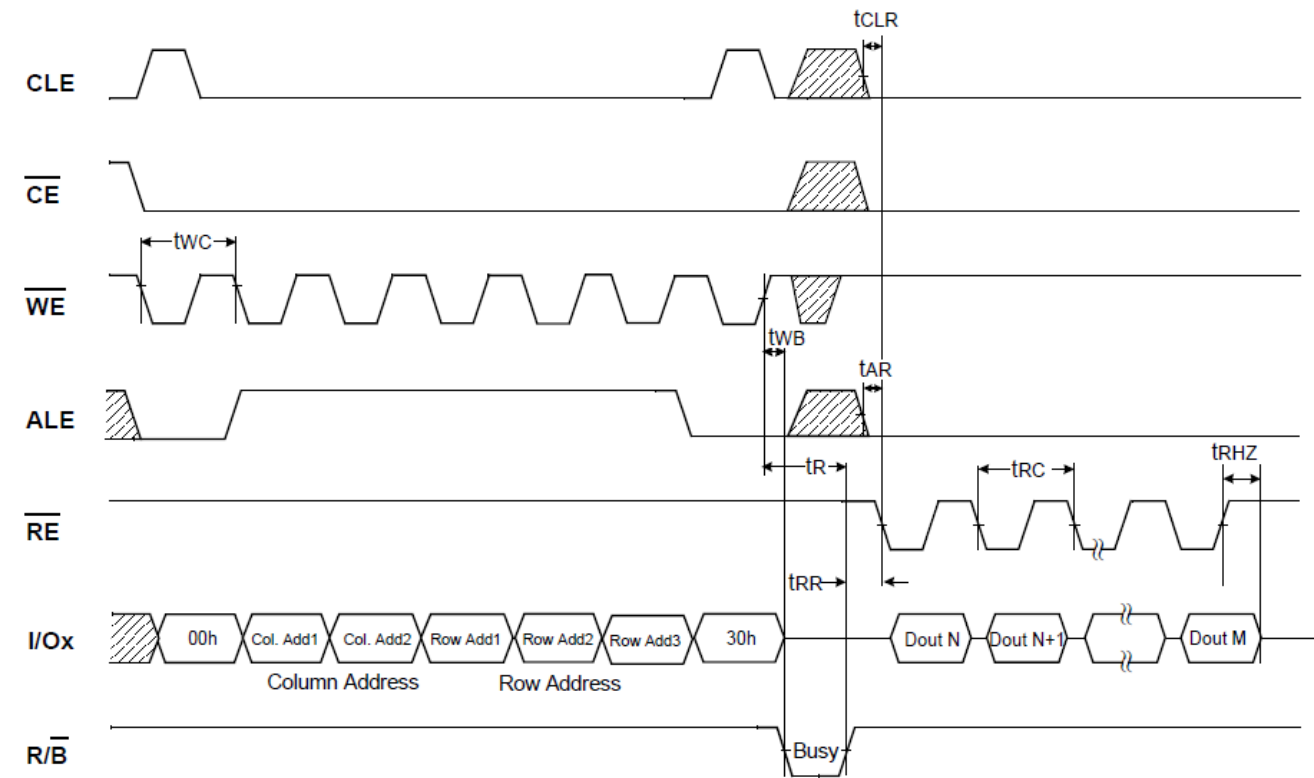 tCLR
CLE
CE
tWC
WE
tWB
tAR
ALE
tR
tRC
tRHZ
RE
tRR
I/Ox
00h
Col. Add1
Col. Add2
Row Add1
Row Add2
Row Add3
30h
Dout N
Dout N+1
Dout M
Column Address
Row Address
R/B
Busy